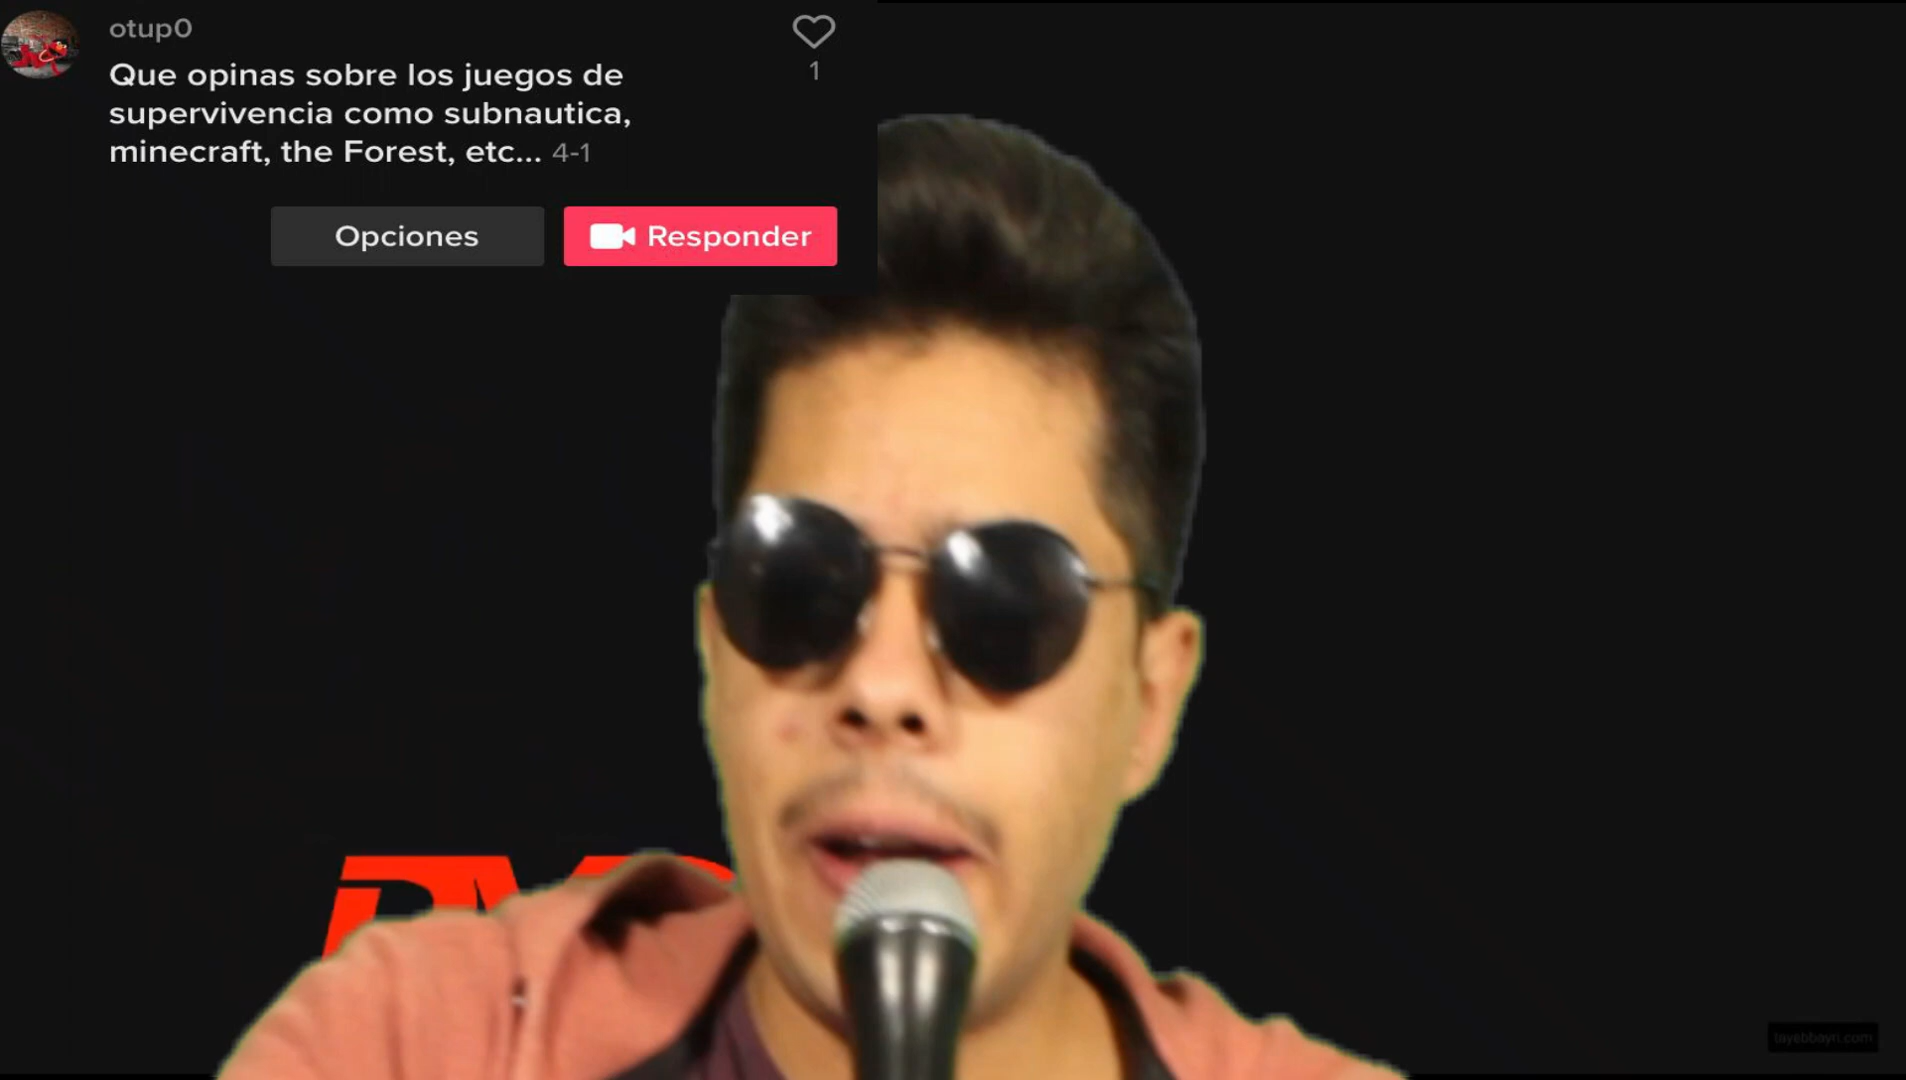 otup0
Que opinas sobre los juegos de
supervivencia como subnautica,
minecraft, the Forest, etc... 4-1
1
Opciones
Responder